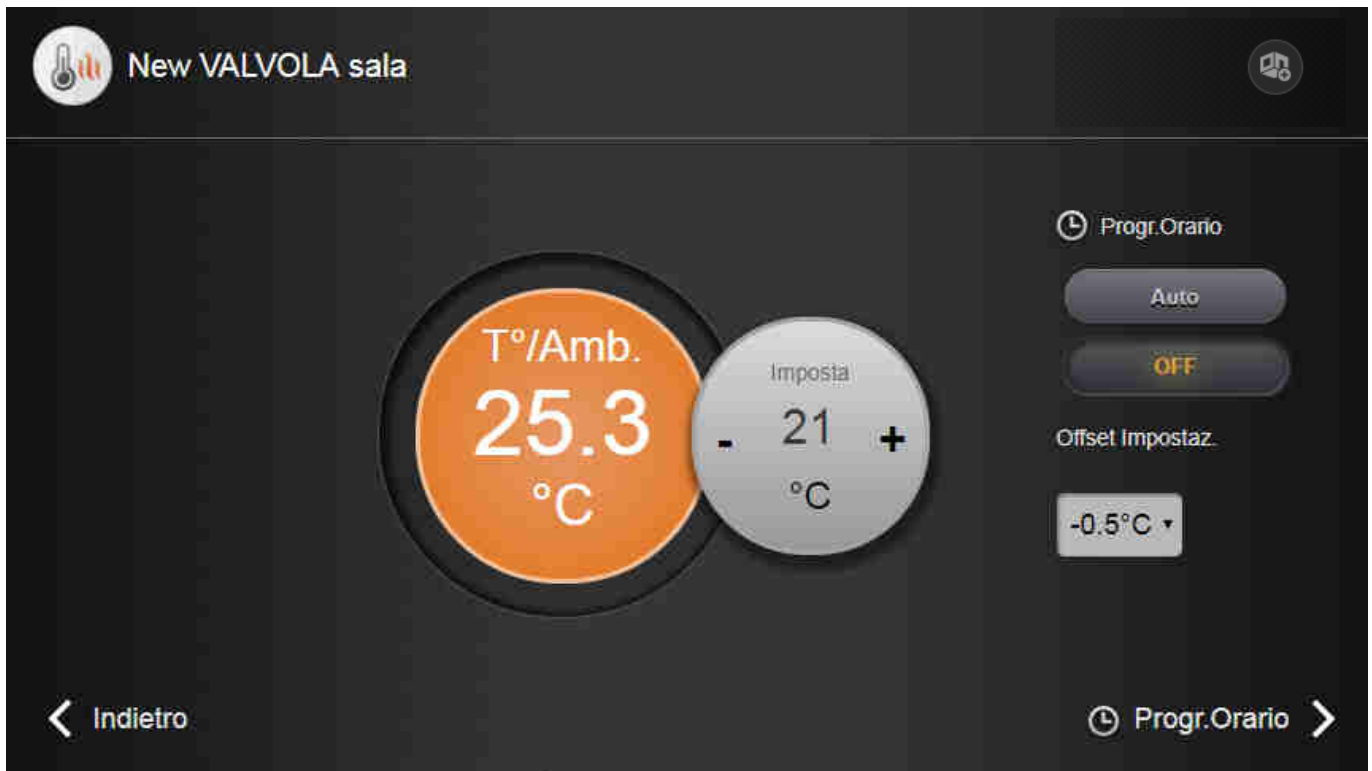 New VALVOLA sala
Progr.Orario
Auto
OFF
T°/Amb.
25.3
°C
Imposta
- 21 +
°C
Offset Impostaz.
-0.5°C
Indietro
Progr.Orario